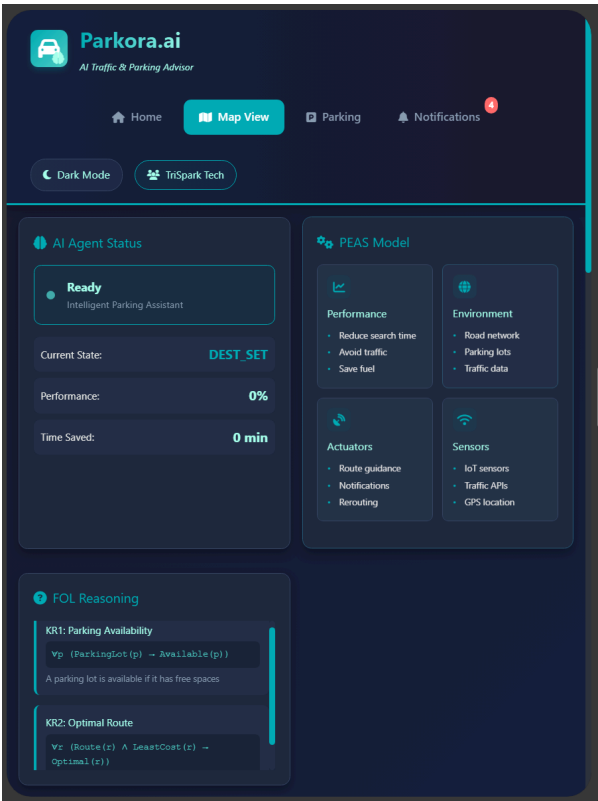 Parkora.ai
AI Traffic & Parking Advisor
Home
Map View
Parking
Notifications
4
Dark Mode
TriSpark Tech
AI Agent Status
Ready
Intelligent Parking Assistant
Current State:
DEST_SET
Performance:
0%
Time Saved:
0 min
PEAS Model
Performance
• Reduce search time
• Avoid traffic
• Save fuel
Environment
• Road network
• Parking lots
• Traffic data
Actuators
• Route guidance
• Notifications
• Rerouting
Sensors
• IoT sensors
• Traffic APIs
• GPS location
FOL Reasoning
KR1: Parking Availability
∀p (ParkingLot(p) → Available(p))
A parking lot is available if it has free spaces
KR2: Optimal Route
∀r (Route(r) ∧ LeastCost(r) →
Optimal(r))